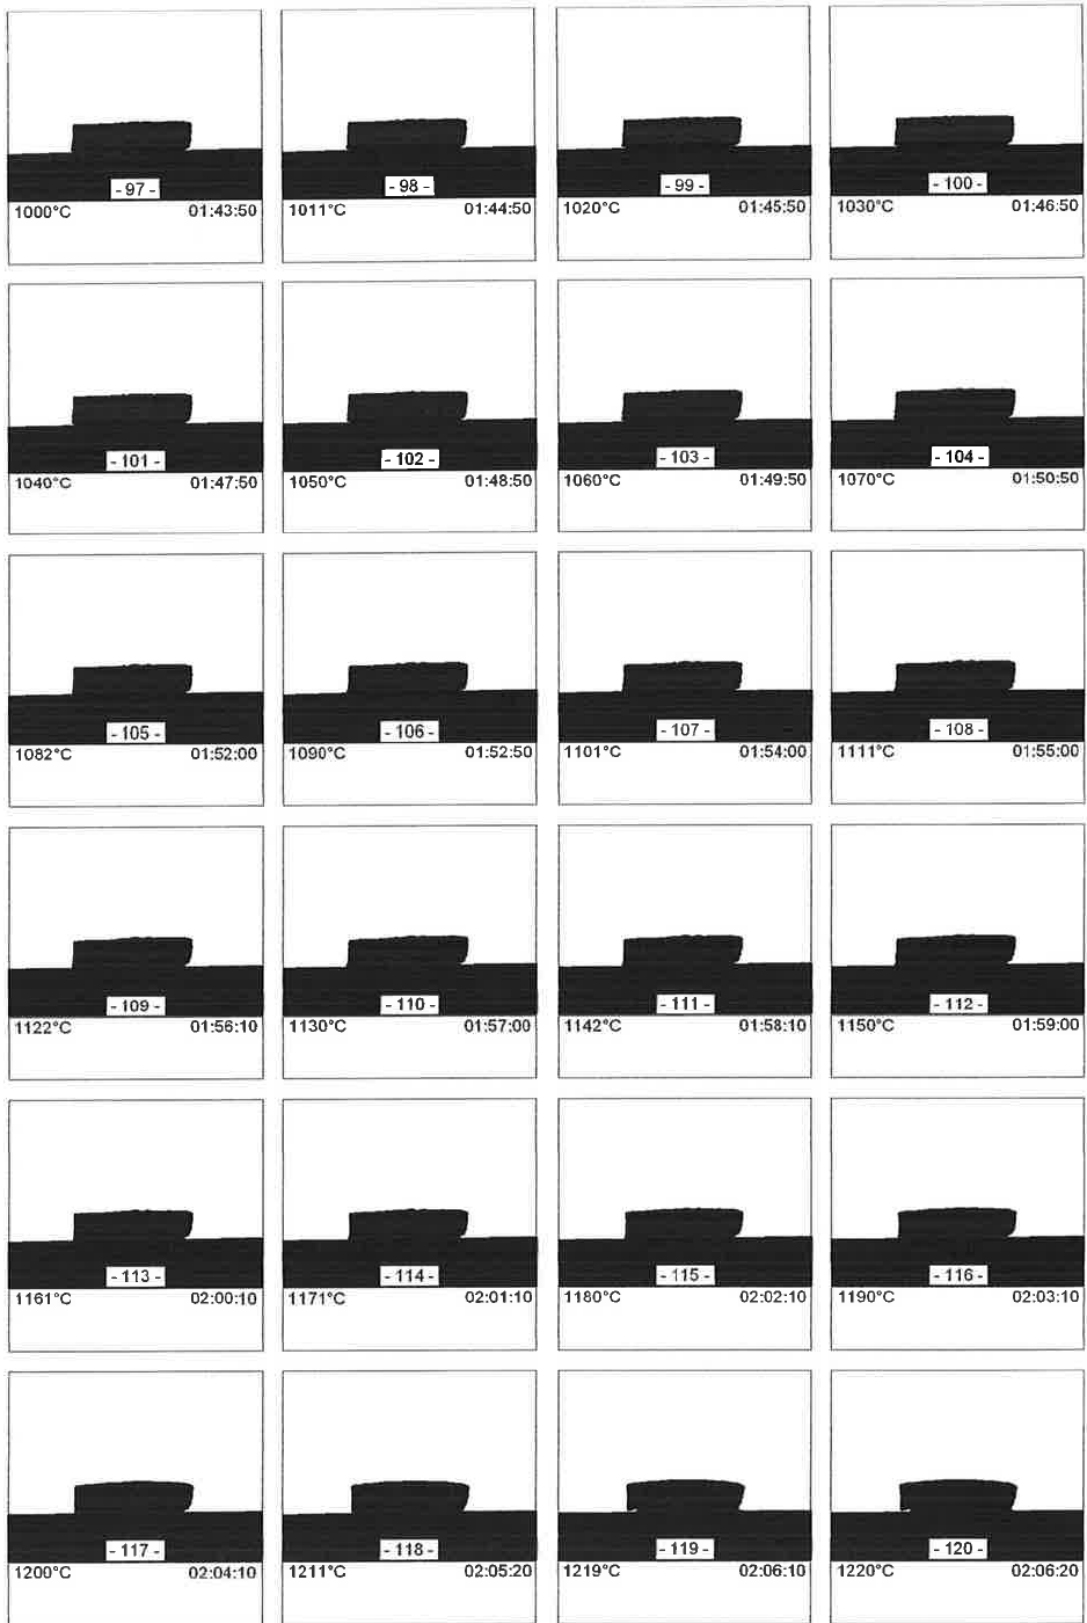 - 97 -
1000°C 01:43:50
- 98 -
1011°C 01:44:50
- 99 -
1020°C 01:45:50
- 100 -
1030°C 01:46:50
- 101 -
1040°C 01:47:50
- 102 -
1050°C 01:48:50
- 103 -
1060°C 01:49:50
- 104 -
1070°C 01:50:50
- 105 -
1082°C 01:52:00
- 106 -
1090°C 01:52:50
- 107 -
1101°C 01:54:00
- 108 -
1111°C 01:55:00
- 109 -
1122°C 01:56:10
- 110 -
1130°C 01:57:00
- 111 -
1142°C 01:58:10
- 112 -
1150°C 01:59:00
- 113 -
1161°C 02:00:10
- 114 -
1171°C 02:01:10
- 115 -
1180°C 02:02:10
- 116 -
1190°C 02:03:10
- 117 -
1200°C 02:04:10
- 118 -
1211°C 02:05:20
- 119 -
1219°C 02:06:10
- 120 -
1220°C 02:06:20